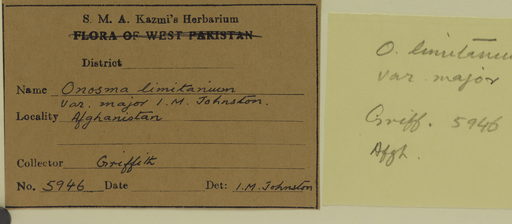 S. M. A. Kazmi's Herbarium
FLORA OF WEST PAKISTAN
District
Name Onosma limitaneum
var. major I.M. Johnston.
Locality Afghanistan
Collector Griffith
No. 5946 Date Det: I.M. Johnston
O. limitaneum
var. major
Griff. 5946
Afgh.